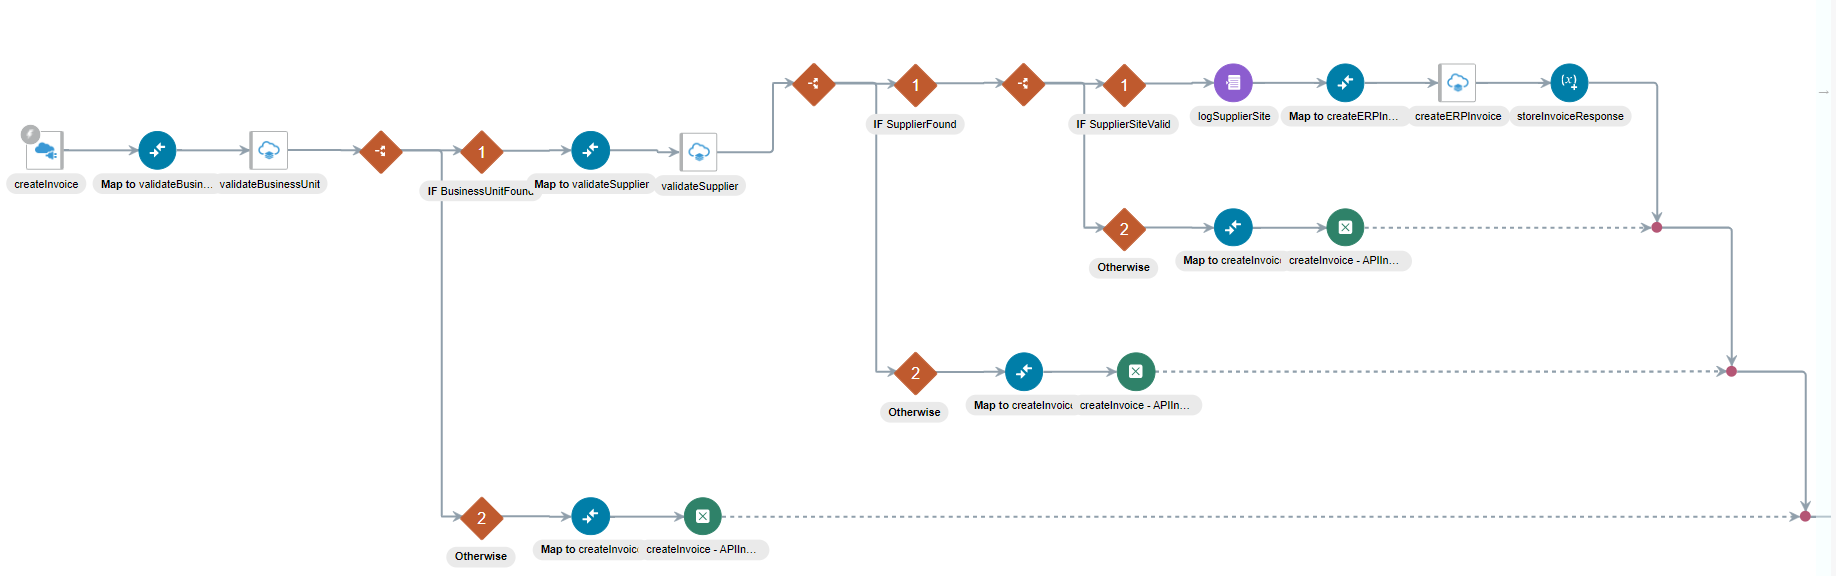 1
1
IF SupplierFound
IF SupplierSiteValid
logSupplierSite
Map to createERPIn...
createERPInvoice
(x)
storeInvoiceResponse
createInvoice
Map to validateBusin...
validateBusinessUnit
1
IF BusinessUnitFound
Map to validateSupplier
validateSupplier
2
Otherwise
Map to createInvoic
createInvoice - APIIn...
2
Otherwise
Map to createInvoic
createInvoice - APIIn...
2
Otherwise
Map to createInvoic
createInvoice - APIIn...